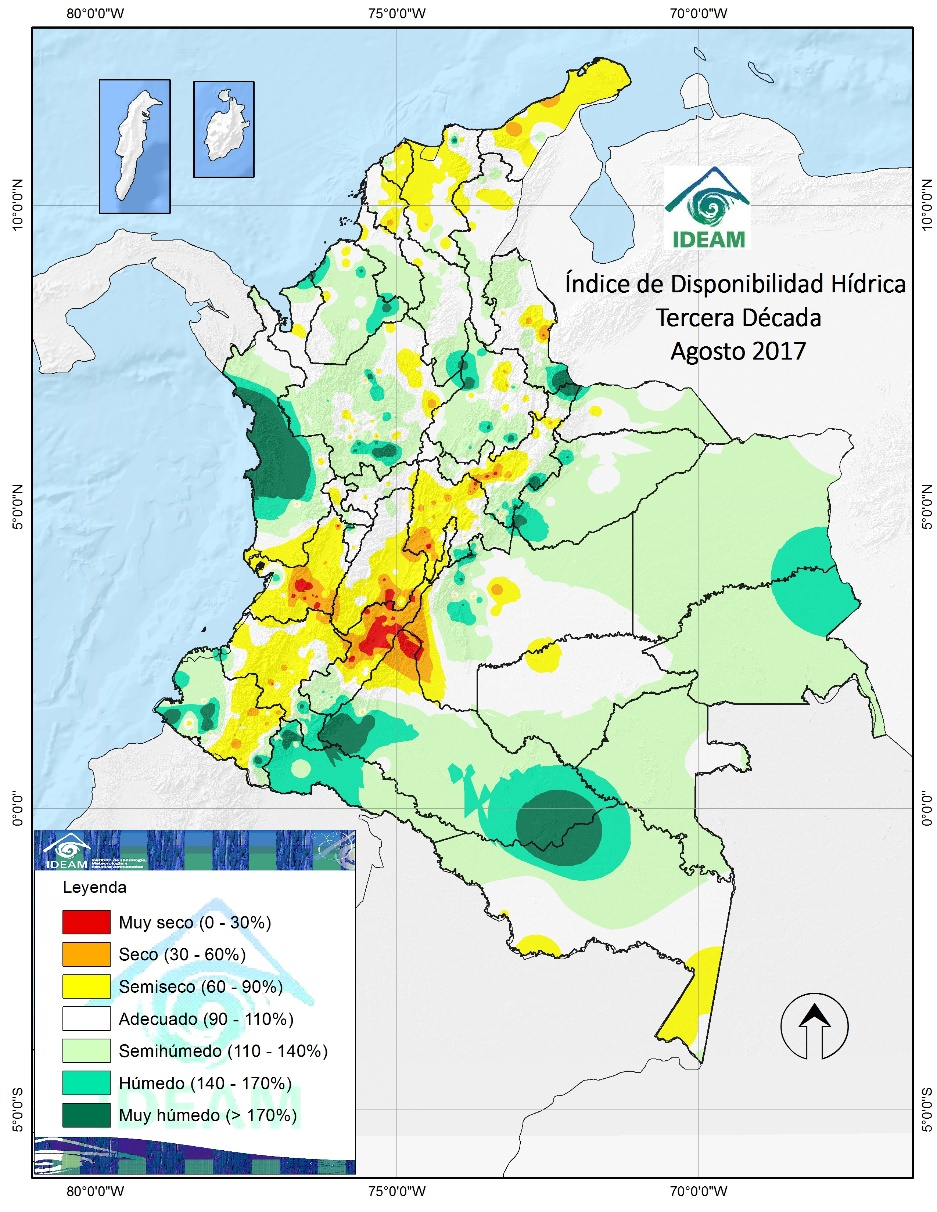 80°0'0"W
75°0'0"W
70°0'0"W
10°0'0"N
10°0'0"N
IDEAM
Índice de Disponibilidad Hídrica
Tercera Década
Agosto 2017
5°0'0"N
5°0'0"N
0°0'0"
0°0'0"
IDEAM
Leyenda
Muy seco (0 - 30%)
Seco (30 - 60%)
Semiseco (60 - 90%)
Adecuado (90 - 110%)
Semihúmedo (110 - 140%)
Húmedo (140 - 170%)
Muy húmedo (> 170%)
IDEAM
5°0'0"S
5°0'0"S
80°0'0"W
75°0'0"W
70°0'0"W